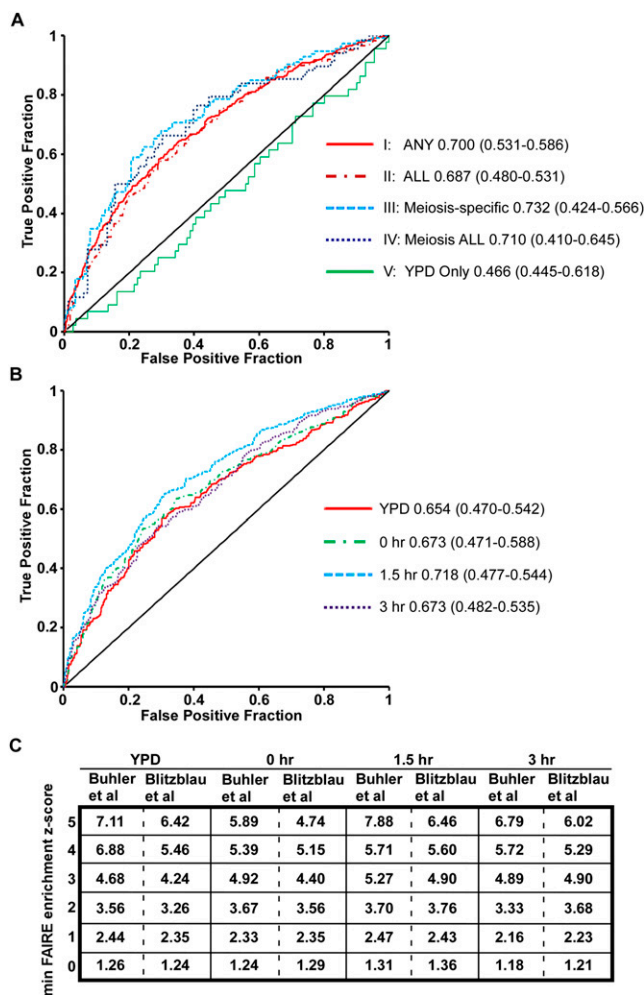 A
1
0.8
0.6
0.4
0.2
0
True Positive Fraction
0 0.2 0.4 0.6 0.8 1
False Positive Fraction
I: ANY 0.700 (0.531-0.586)
II: ALL 0.687 (0.480-0.531)
III: Meiosis-specific 0.732 (0.424-0.566)
IV: Meiosis ALL 0.710 (0.410-0.645)
V: YPD Only 0.466 (0.445-0.618)
B
1
0.8
0.6
0.4
0.2
0
True Positive Fraction
0 0.2 0.4 0.6 0.8 1
False Positive Fraction
YPD 0.654 (0.470-0.542)
0 hr 0.673 (0.471-0.588)
1.5 hr 0.718 (0.477-0.544)
3 hr 0.673 (0.482-0.535)
C
YPD 0 hr 1.5 hr 3 hr
Buhler Blitzblau Buhler Blitzblau Buhler Blitzblau Buhler Blitzblau
et al et al et al et al et al et al et al et al
min FAIRE enrichment z-score
5 7.11 6.42 5.89 4.74 7.88 6.46 6.79 6.02
4 6.88 5.46 5.39 5.15 5.71 5.60 5.72 5.29
3 4.68 4.24 4.92 4.40 5.27 4.90 4.89 4.90
2 3.56 3.26 3.67 3.56 3.70 3.76 3.33 3.68
1 2.44 2.35 2.33 2.35 2.47 2.43 2.16 2.23
0 1.26 1.24 1.24 1.29 1.31 1.36 1.18 1.21